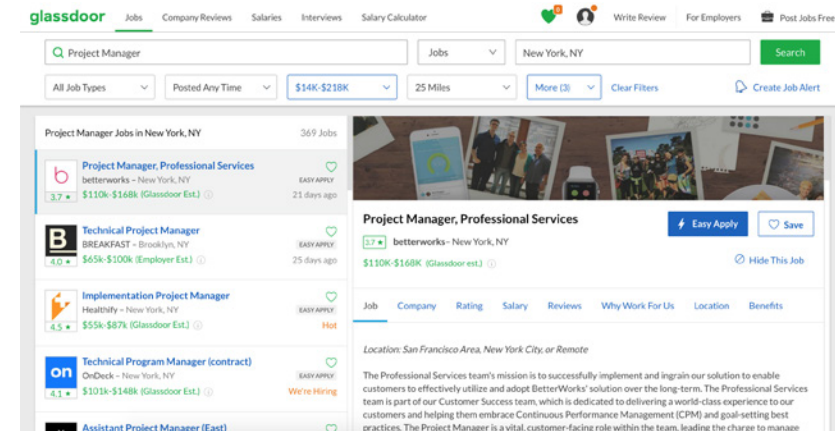 glassdoor Jobs Company Reviews Salaries Interviews Salary Calculator Write Review For Employers Post Jobs Free
Project Manager Jobs New York, NY Search
All Job Types Posted Any Time $14K-$218K 25 Miles More (3) Clear Filters Create Job Alert
Project Manager Jobs in New York, NY 369 Jobs
Project Manager, Professional Services
betterworks – New York, NY EASY APPLY
3.7 ★ $110k-$168k (Glassdoor Est.) 21 days ago
Technical Project Manager
B
BREAKFAST – Brooklyn, NY EASY APPLY
4.0 ★ $65k-$100k (Employer Est.) 25 days ago
Implementation Project Manager
Healthify – New York, NY EASY APPLY
4.5 ★ $55k-$87k (Glassdoor Est.) Hot
Technical Program Manager (contract)
on
OnDeck – New York, NY EASY APPLY
4.1 ★ $101k-$148k (Glassdoor Est.) We're Hiring
Assistant Project Manager (East)
Project Manager, Professional Services
Easy Apply Save
3.7 ★ betterworks– New York, NY
$110K-$168K (Glassdoor est.) Hide This Job
Job Company Rating Salary Reviews Why Work For Us Location Benefits
Location: San Francisco Area, New York City, or Remote
The Professional Services team's mission is to successfully implement and ingrain our solution to enable
customers to effectively utilize and adopt BetterWorks' solution over the long-term. The Professional Services
team is part of our Customer Success team, which is dedicated to delivering a world-class experience to our
customers and helping them embrace Continuous Performance Management (CPM) and goal-setting best
practices. The Project Manager is a vital, customer-facing role within the team, leading the charge to manage